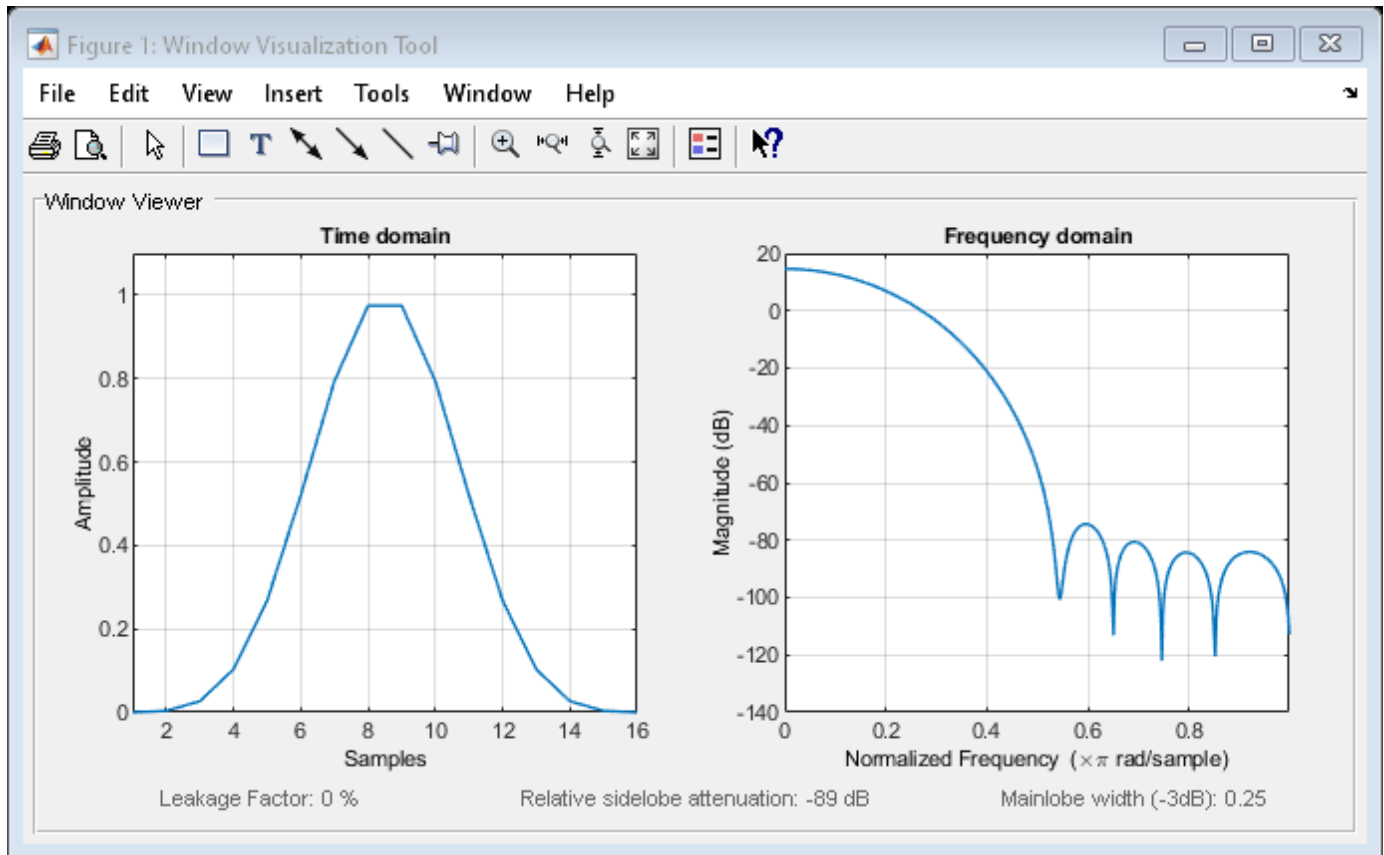 Figure 1: Window Visualization Tool
File Edit View Insert Tools Window Help
T
?
Window Viewer
Time domain
1
0.8
0.6
0.4
0.2
0
2 4 6 8 10 12 14 16
Amplitude
Samples
Frequency domain
20
0
-20
-40
-60
-80
-100
-120
-140
0 0.2 0.4 0.6 0.8
Magnitude (dB)
Normalized Frequency (×π rad/sample)
Leakage Factor: 0 % Relative sidelobe attenuation: -89 dB Mainlobe width (-3dB): 0.25